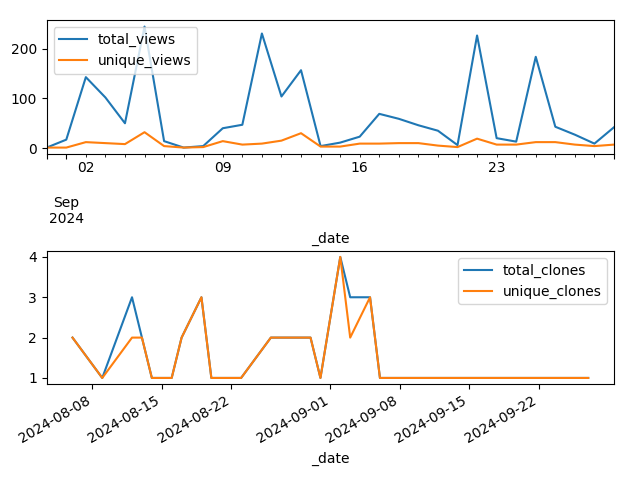 total_views
unique_views
200
100
0
02 09 16 23
Sep
2024
_date
total_clones
unique_clones
4
3
2
1
2024-08-08 2024-08-15 2024-08-22 2024-09-01 2024-09-08 2024-09-15 2024-09-22
_date